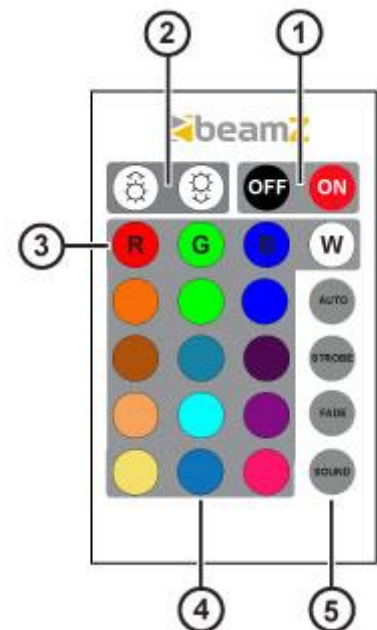 2 1
beamZ
OFF ON
3 R G B W
AUTO
STROBE
FADE
SOUND
4 5